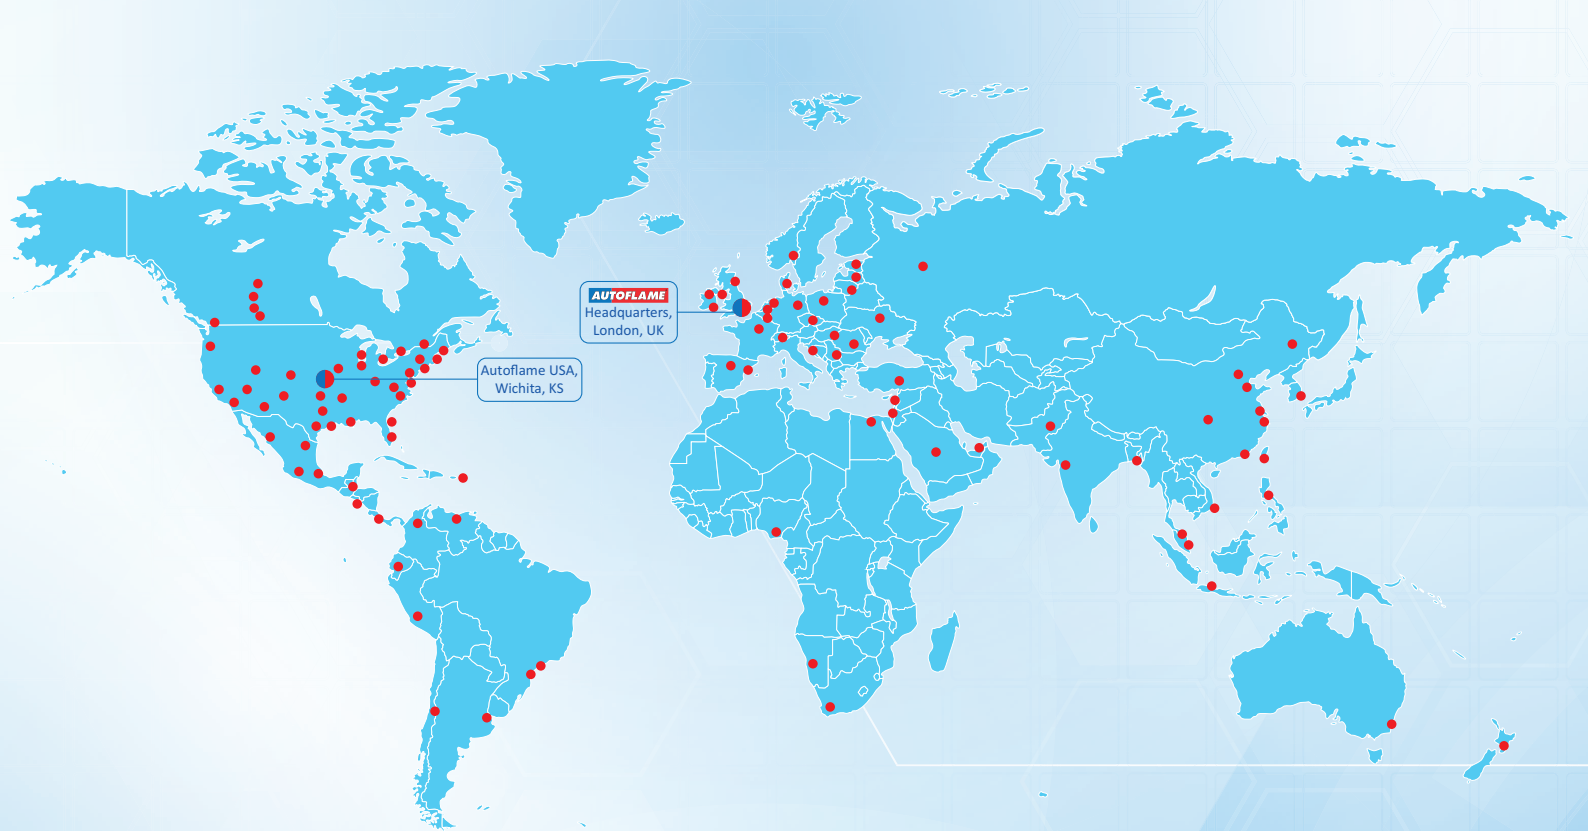 AUTOFLAME
Headquarters,
London, UK
Autoflame USA,
Wichita, KS